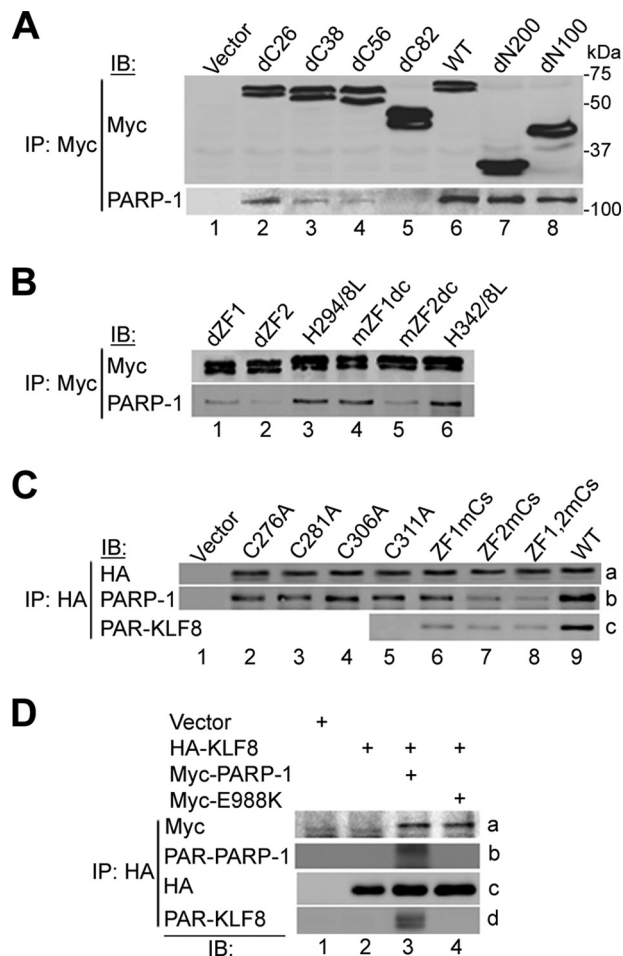 A
IB:
Vector
dC26
dC38
dC56
dC82
WT
dN200
dN100
kDa
-75
-50
-37
-100
IP: Myc
Myc
PARP-1
1 2 3 4 5 6 7 8
B
IB:
dZF1
dZF2
H294/8L
mZF1dc
mZF2dc
H342/8L
IP: Myc
Myc
PARP-1
1 2 3 4 5 6
C
IB:
Vector
C276A
C281A
C306A
C311A
ZF1mCs
ZF2mCs
ZF1,2mCs
WT
HA a
IP: HA PARP-1 b
PAR-KLF8 c
1 2 3 4 5 6 7 8 9
D
Vector +
HA-KLF8 + + +
Myc-PARP-1 +
Myc-E988K +
Myc a
PAR-PARP-1 b
IP: HA
HA c
PAR-KLF8 d
IB: 1 2 3 4